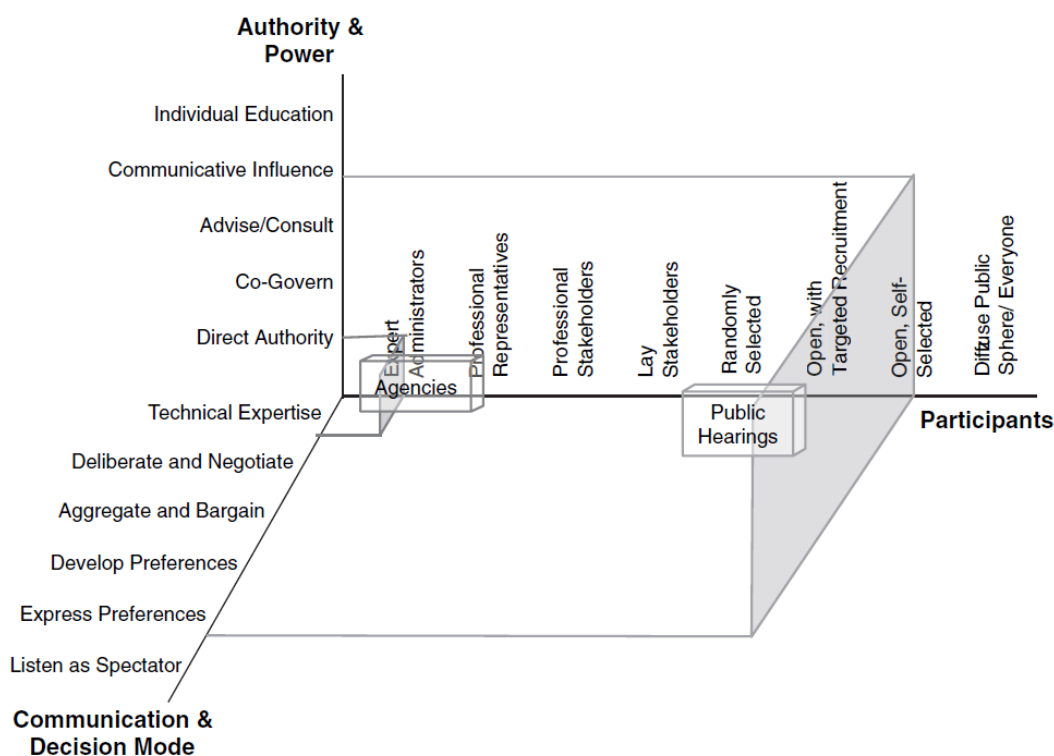 Authority &
Power
Individual Education
Communicative Influence
Advise/Consult
Co-Govern
Direct Authority
Expert
Administrators
Professional
Representatives
Professional
Stakeholders
Lay
Stakeholders
Randomly
Selected
Open, with
Targeted Recruitment
Open, Self-
Selected
Diffuse Public
Sphere/ Everyone
Agencies
Public
Hearings
Participants
Technical Expertise
Deliberate and Negotiate
Aggregate and Bargain
Develop Preferences
Express Preferences
Listen as Spectator
Communication &
Decision Mode